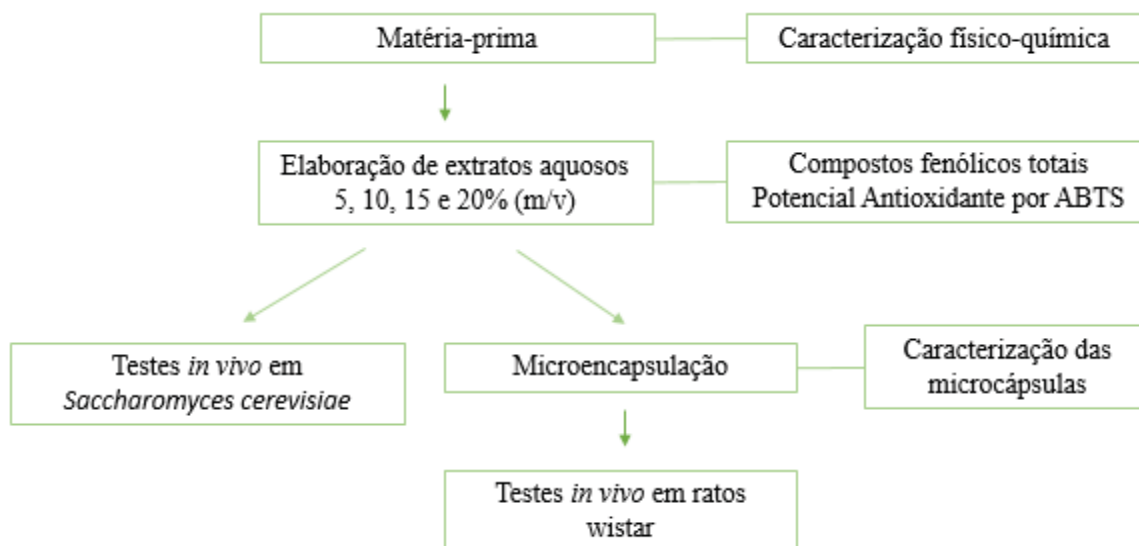 Matéria-prima
Caracterização físico-química
Elaboração de extratos aquosos
5, 10, 15 e 20% (m/v)
Compostos fenólicos totais
Potencial Antioxidante por ABTS
Testes in vivo em
Saccharomyces cerevisiae
Microencapsulação
Caracterização das
microcápsulas
Testes in vivo em ratos
wistar